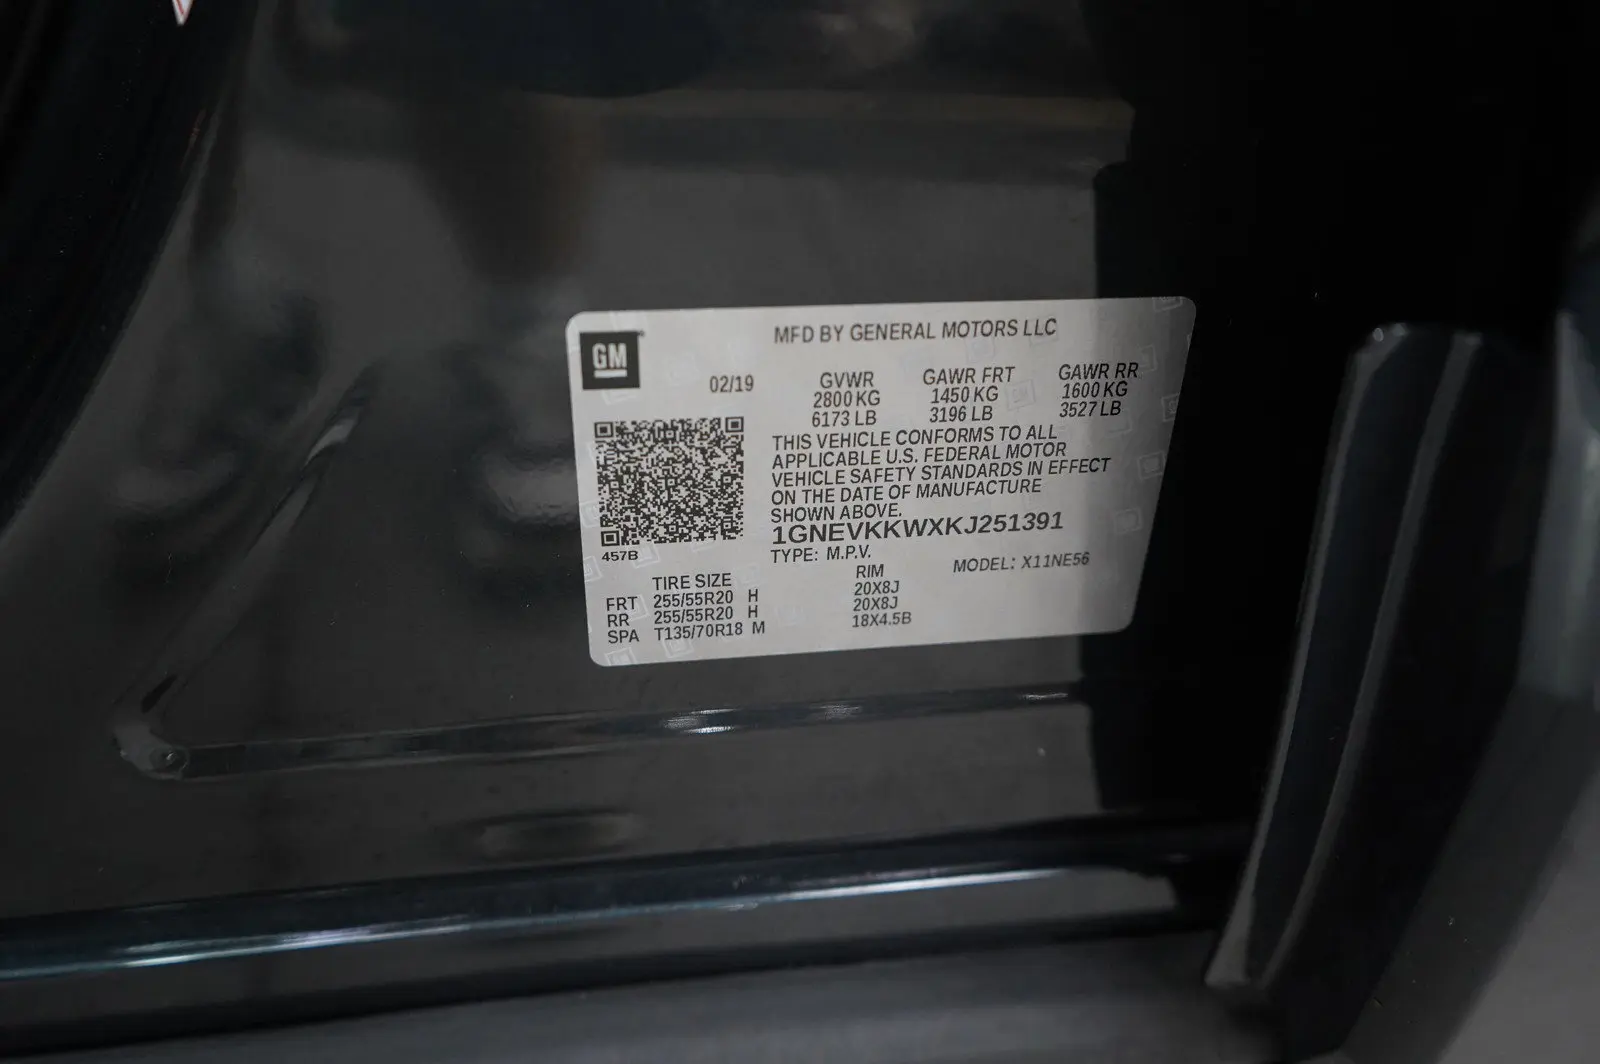 GM
MFD BY GENERAL MOTORS LLC
02/19
GVWR GAWR FRT GAWR RR
2800 KG 1450 KG 1600 KG
6173 LB 3196 LB 3527 LB
THIS VEHICLE CONFORMS TO ALL
APPLICABLE U.S. FEDERAL MOTOR
VEHICLE SAFETY STANDARDS IN EFFECT
ON THE DATE OF MANUFACTURE
SHOWN ABOVE.
1GNEVKKWXKJ251391
457B
TYPE: M.P.V. MODEL: X11NE56
TIRE SIZE RIM
FRT 255/55R20 H 20X8J
RR 255/55R20 H 20X8J
SPA T135/70R18 M 18X4.5B